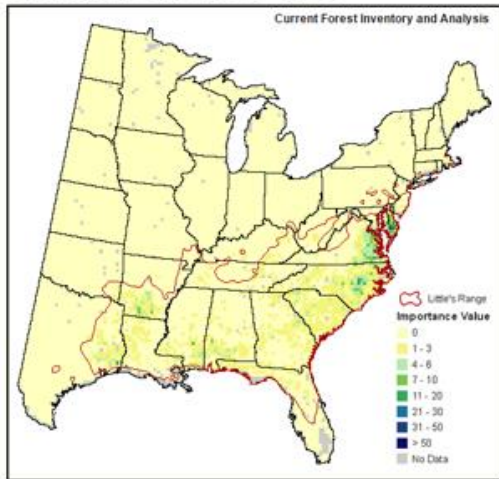 Current Forest Inventory and Analysis
Little's Range
Importance Value
0
1 - 3
4 - 6
7 - 10
11 - 20
21 - 30
31 - 50
> 50
No Data